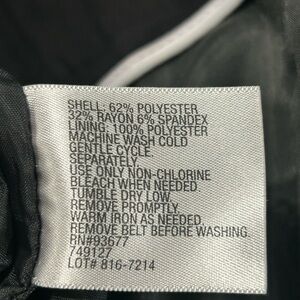 SHELL: 62% POLYESTER
32% RAYON 6% SPANDEX
LINING: 100% POLYESTER
MACHINE WASH COLD
GENTLE CYCLE.
SEPARATELY.
USE ONLY NON-CHLORINE
BLEACH WHEN NEEDED.
TUMBLE DRY LOW.
REMOVE PROMPTLY
WARM IRON AS NEEDED.
REMOVE BELT BEFORE WASHING.
RN#93677
749127
LOT# 816-7214